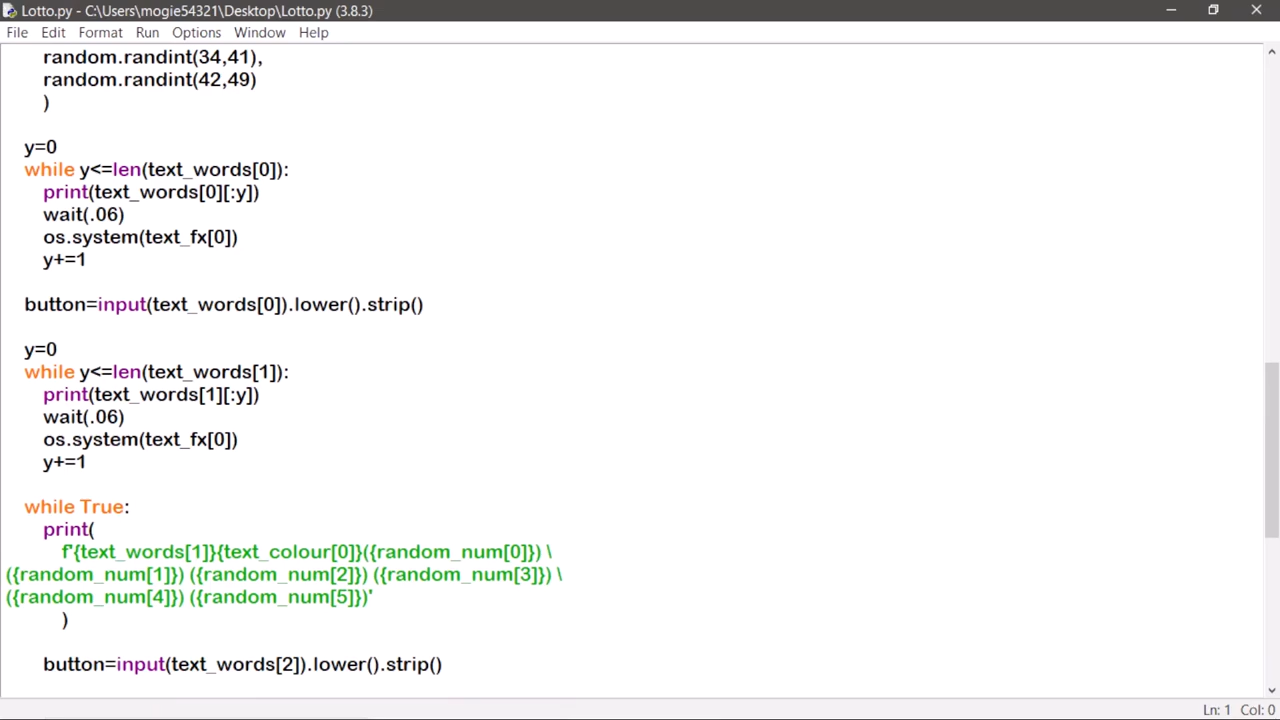 Lotto.py - C:\Users\mogie54321\Desktop\Lotto.py (3.8.3)
File Edit Format Run Options Window Help
random.randint(34,41),
random.randint(42,49)
)
y=0
while y<=len(text_words[0]):
print(text_words[0][:y])
wait(.06)
os.system(text_fx[0])
y+=1
button=input(text_words[0]).lower().strip()
y=0
while y<=len(text_words[1]):
print(text_words[1][:y])
wait(.06)
os.system(text_fx[0])
y+=1
while True:
print(
f'{text_words[1]}{text_colour[0]}({random_num[0]}) \
({random_num[1]}) ({random_num[2]}) ({random_num[3]}) \
({random_num[4]}) ({random_num[5]})'
)
button=input(text_words[2]).lower().strip()
Ln: 1 Col: 0